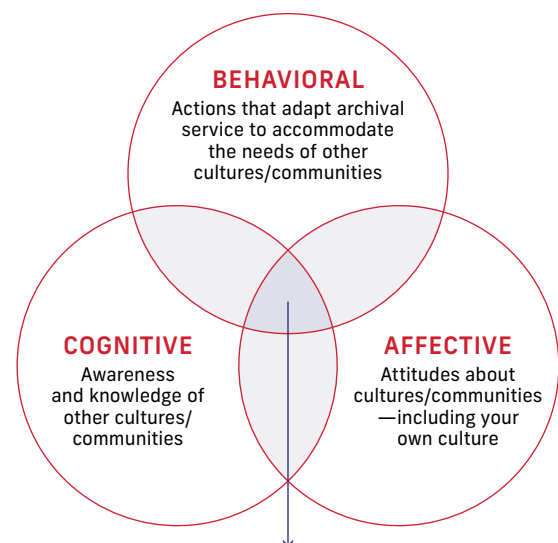 BEHAVIORAL
Actions that adapt archival
service to accommodate
the needs of other
cultures/communities
COGNITIVE
Awareness
and knowledge of
other cultures/
communities
AFFECTIVE
Attitudes about
cultures/communities
—including your
own culture